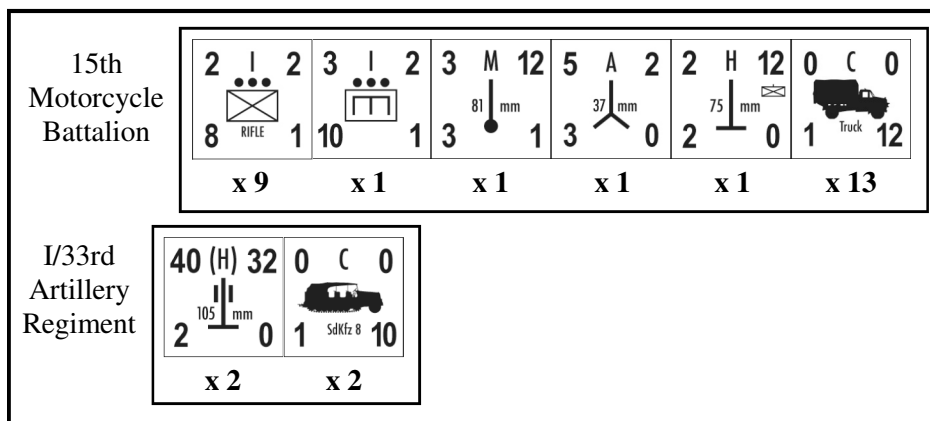 15th
Motorcycle
Battalion
2 I 2
RIFLE
8 1
3 I 2
10 1
3 M 12
81 mm
3 1
5 A 2
37 mm
3 0
2 H 12
75 mm
2 0
0 C 0
Truck
1 12
x 9 x 1 x 1 x 1 x 1 x 13
I/33rd
Artillery
Regiment
40 (H) 32
105 mm
2 0
0 C 0
SdKfz 8
1 10
x 2 x 2